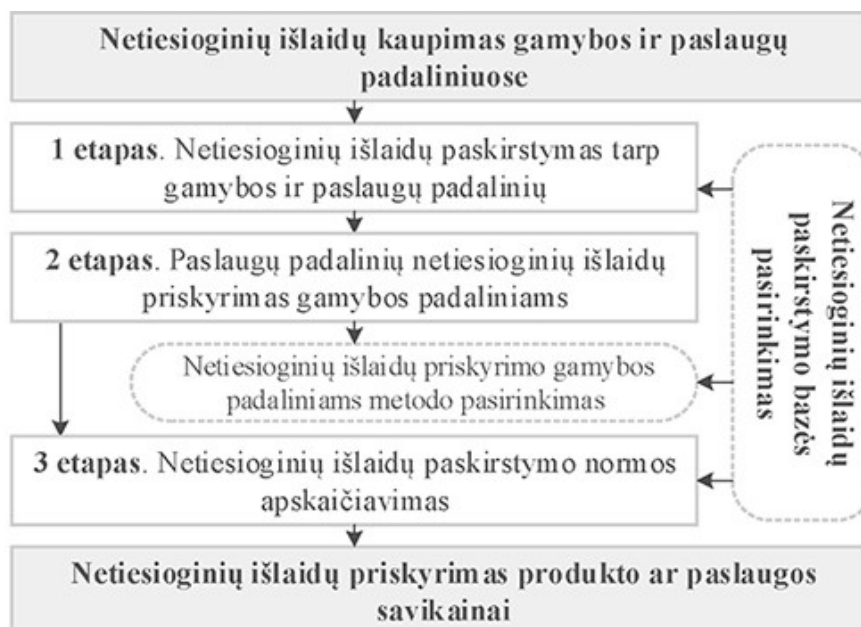 Netiesioginių išlaidų kaupimas gamybos ir paslaugų
padaliniuose
1 etapas. Netiesioginių išlaidų paskirstymas tarp
gamybos ir paslaugų padalinių
2 etapas. Paslaugų padalinių netiesioginių išlaidų
priskyrimas gamybos padaliniams
Netiesioginių išlaidų priskyrimo gamybos
padaliniams metodo pasirinkimas
3 etapas. Netiesioginių išlaidų paskirstymo normos
apskaičiavimas
Netiesioginių išlaidų priskyrimas produkto ar paslaugos
savikainai
Netiesioginių išlaidų
paskirstymo bazės
pasirinkimas